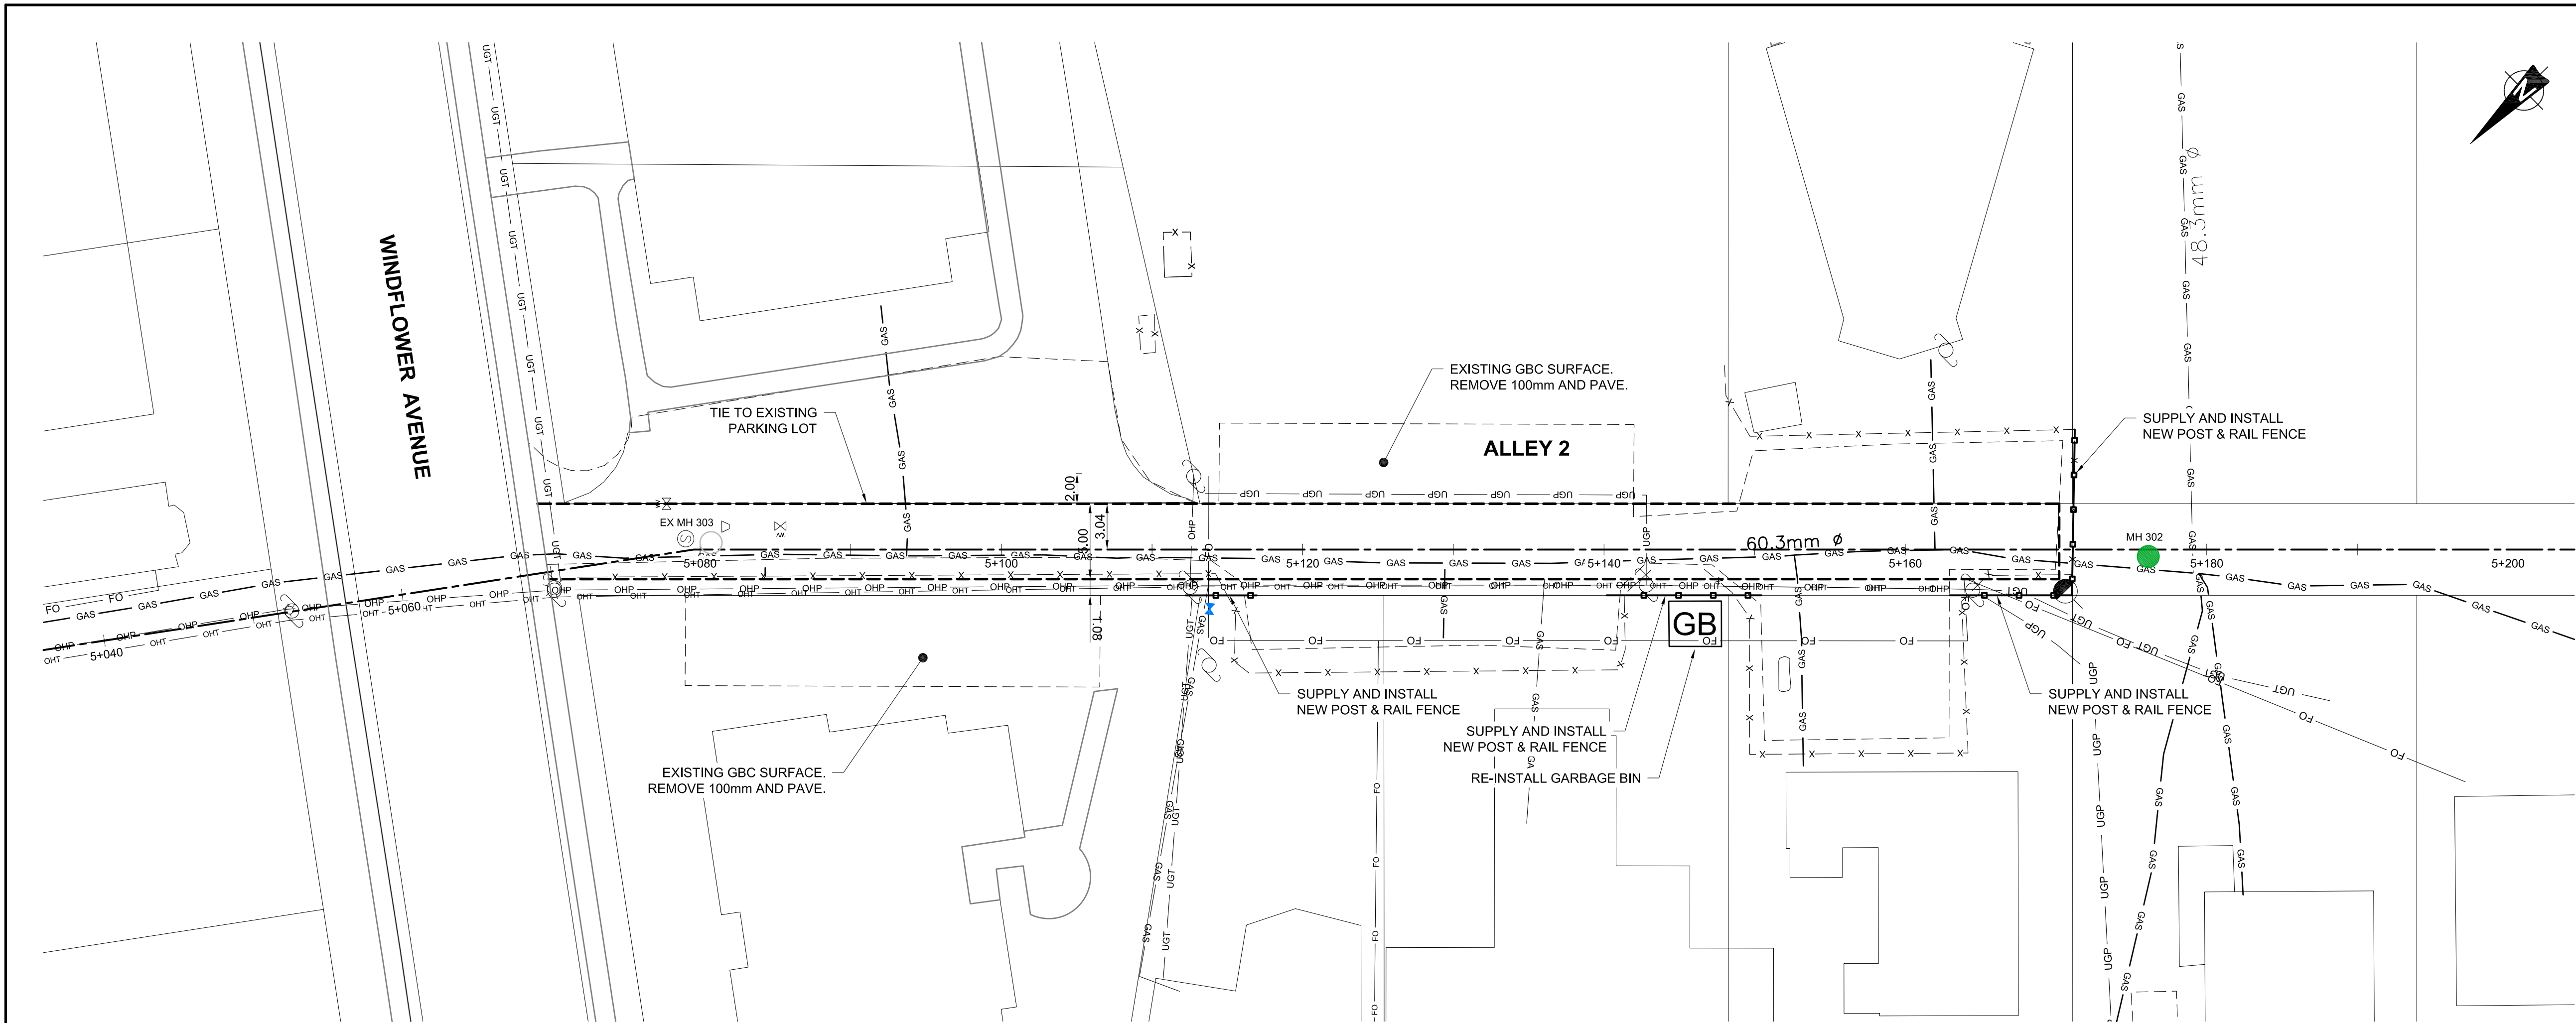 WINDFLOWER AVENUE
N
48.3mm Ø
EXISTING GBC SURFACE.
REMOVE 100mm AND PAVE.
TIE TO EXISTING
PARKING LOT
ALLEY 2
SUPPLY AND INSTALL
NEW POST & RAIL FENCE
2.00
5.00
3.04
1.08
EX MH 303
S
WV
60.3mm Ø
MH 302
5+040
5+060
5+080
5+100
5+120
5+140
5+160
5+180
5+200
GB
SUPPLY AND INSTALL
NEW POST & RAIL FENCE
SUPPLY AND INSTALL
NEW POST & RAIL FENCE
RE-INSTALL GARBAGE BIN
SUPPLY AND INSTALL
NEW POST & RAIL FENCE
EXISTING GBC SURFACE.
REMOVE 100mm AND PAVE.
UGT
GAS
OHP
OHT
FO
UGP
X